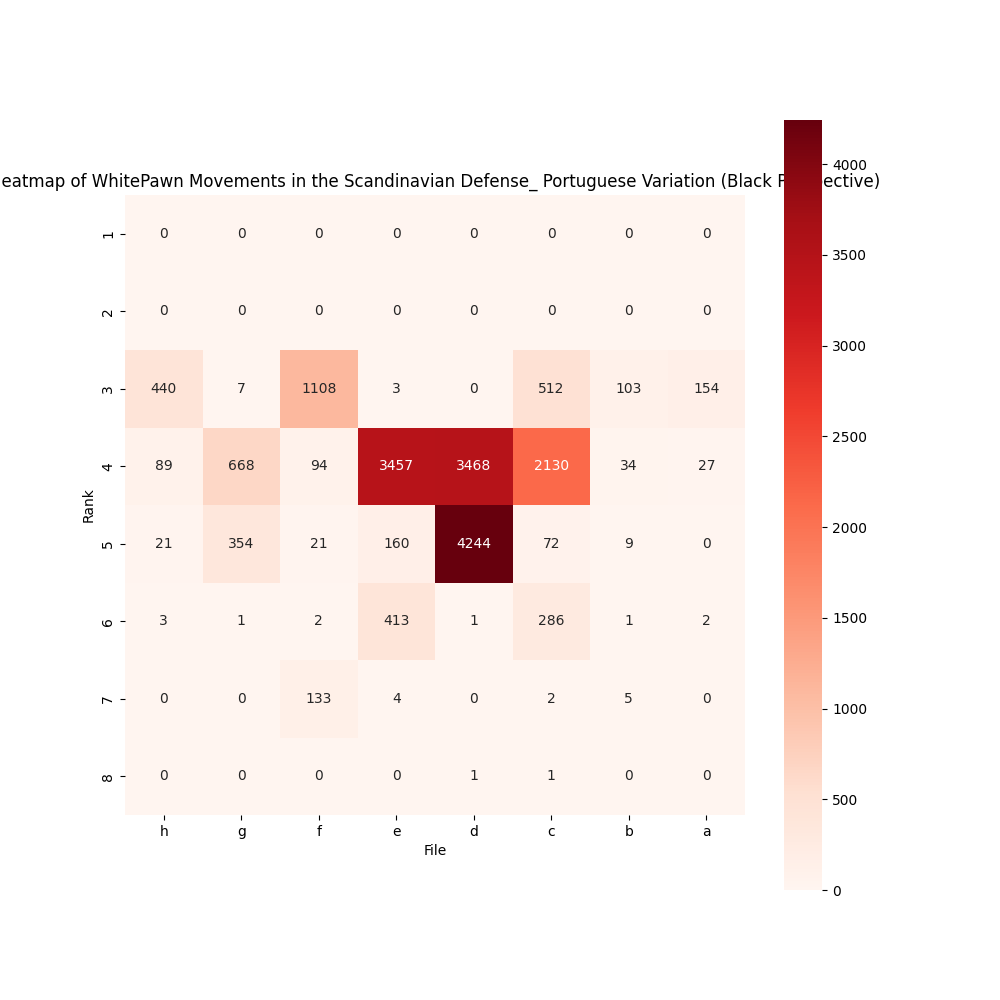 eatmap of WhitePawn Movements in the Scandinavian Defense_ Portuguese Variation (Black P ective)
4000
3500
3000
2500
2000
1500
1000
500
0
Rank
1 0 0 0 0 0 0 0 0
2 0 0 0 0 0 0 0 0
3 440 7 1108 3 0 512 103 154
4 89 668 94 3457 3468 2130 34 27
5 21 354 21 160 4244 72 9 0
6 3 1 2 413 1 286 1 2
7 0 0 133 4 0 2 5 0
8 0 0 0 0 1 1 0 0
h g f e d c b a
File